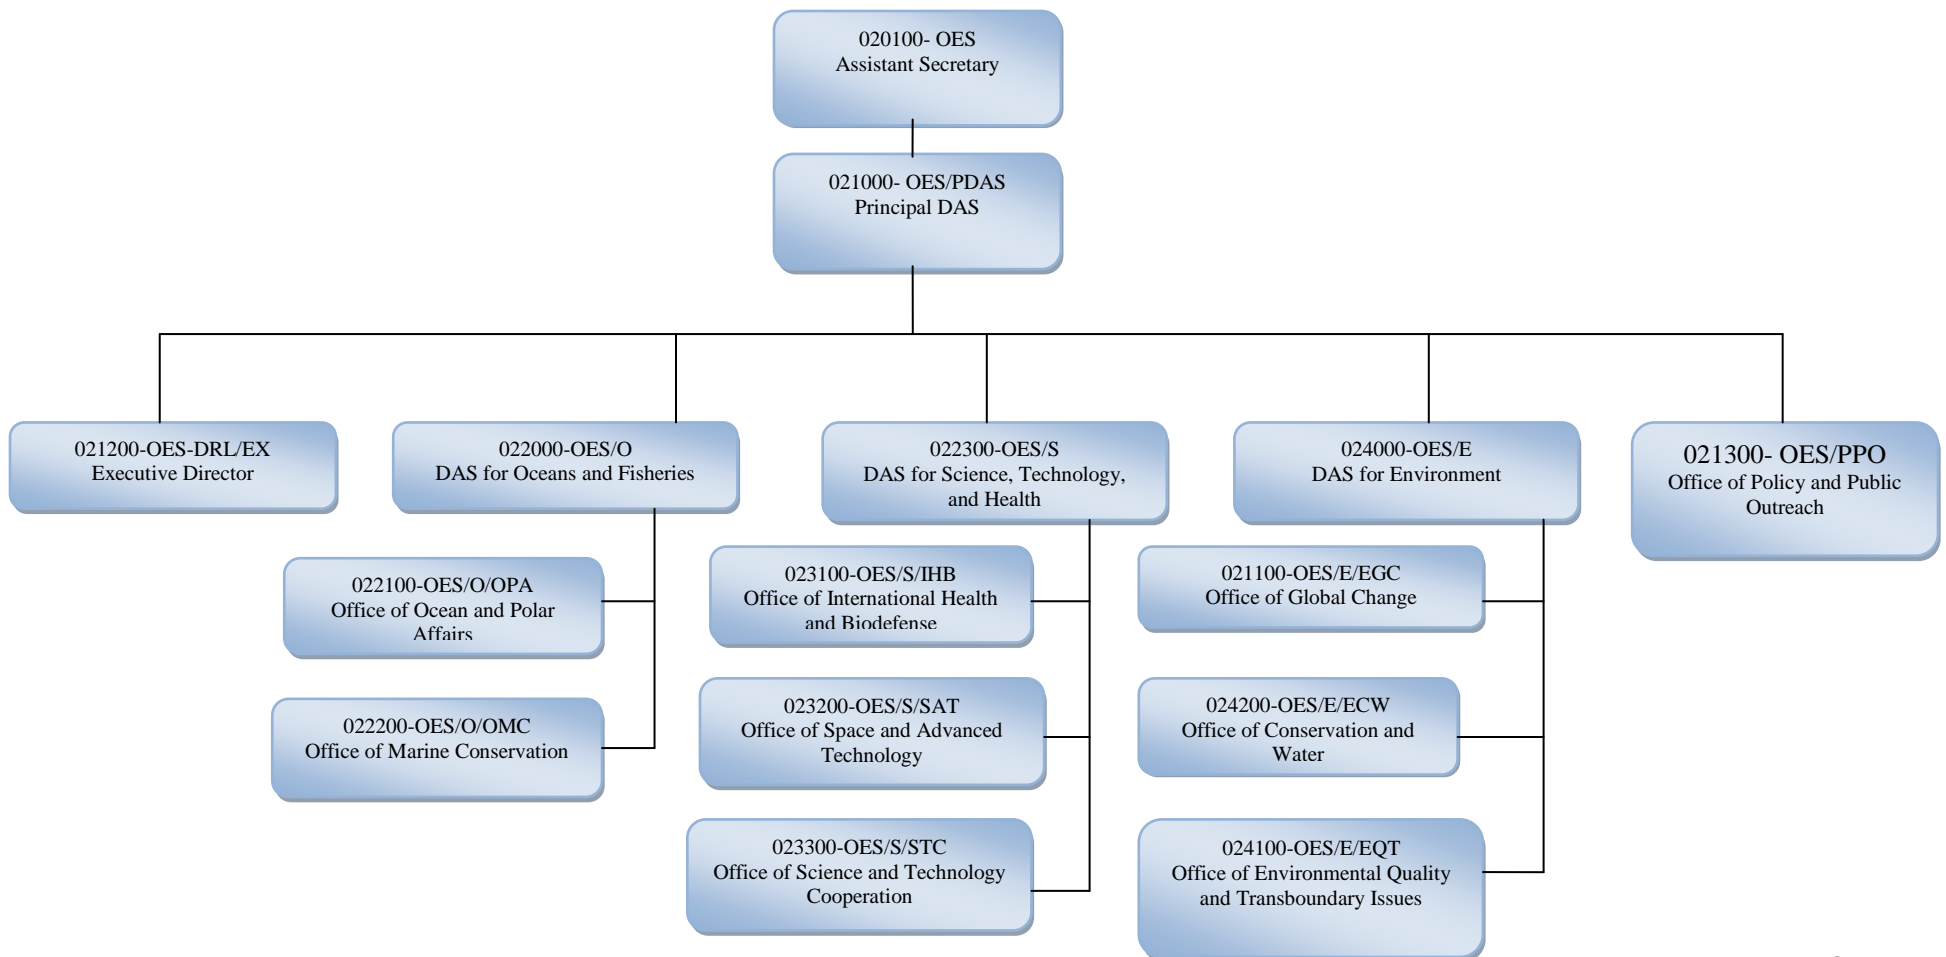 020100- OES
Assistant Secretary
021000- OES/PDAS
Principal DAS
021200-OES-DRL/EX
Executive Director
022000-OES/O
DAS for Oceans and Fisheries
022300-OES/S
DAS for Science, Technology,
and Health
024000-OES/E
DAS for Environment
021300- OES/PPO
Office of Policy and Public
Outreach
022100-OES/O/OPA
Office of Ocean and Polar
Affairs
022200-OES/O/OMC
Office of Marine Conservation
023100-OES/S/IHB
Office of International Health
and Biodefense
023200-OES/S/SAT
Office of Space and Advanced
Technology
023300-OES/S/STC
Office of Science and Technology
Cooperation
021100-OES/E/EGC
Office of Global Change
024200-OES/E/ECW
Office of Conservation and
Water
024100-OES/E/EQT
Office of Environmental Quality
and Transboundary Issues